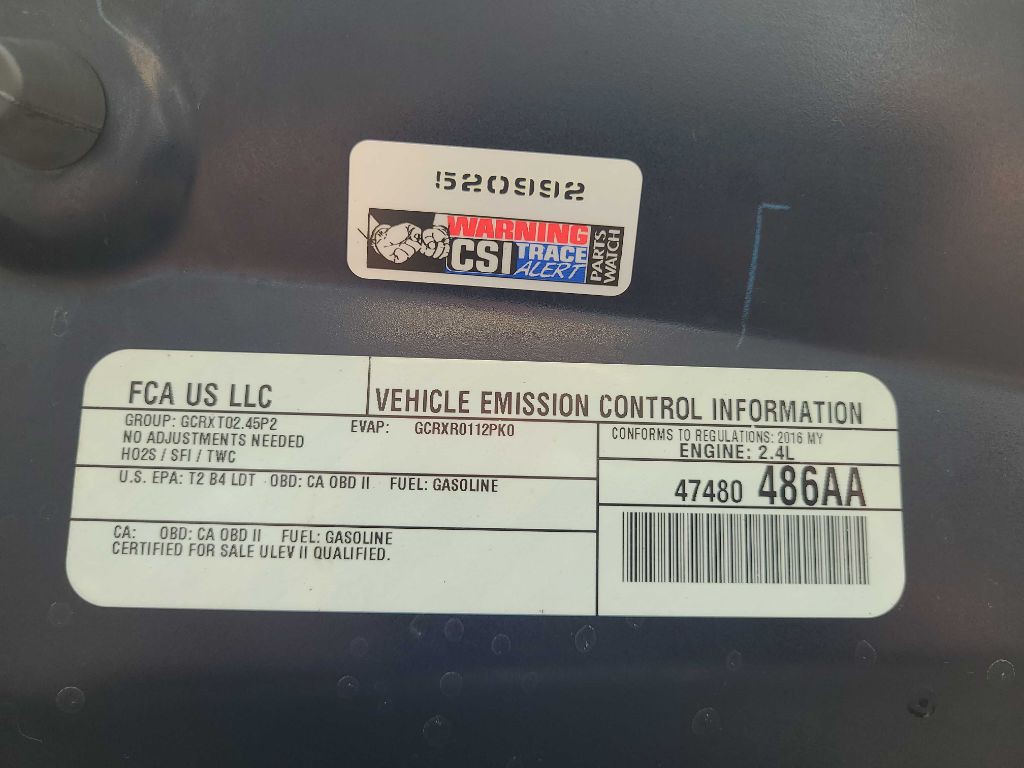 520992
WARNING
CSI TRACE
ALERT
PARTS
WATCH
FCA US LLC
VEHICLE EMISSION CONTROL INFORMATION
GROUP: GCRXT02.45P2
EVAP: GCRXR0112PK0
NO ADJUSTMENTS NEEDED
HO2S / SFI / TWC
CONFORMS TO REGULATIONS: 2016 MY
ENGINE: 2.4L
U.S. EPA: T2 B4 LDT OBD: CA OBD II FUEL: GASOLINE
47480 486AA
CA: OBD: CA OBD II FUEL: GASOLINE
CERTIFIED FOR SALE ULEV II QUALIFIED.